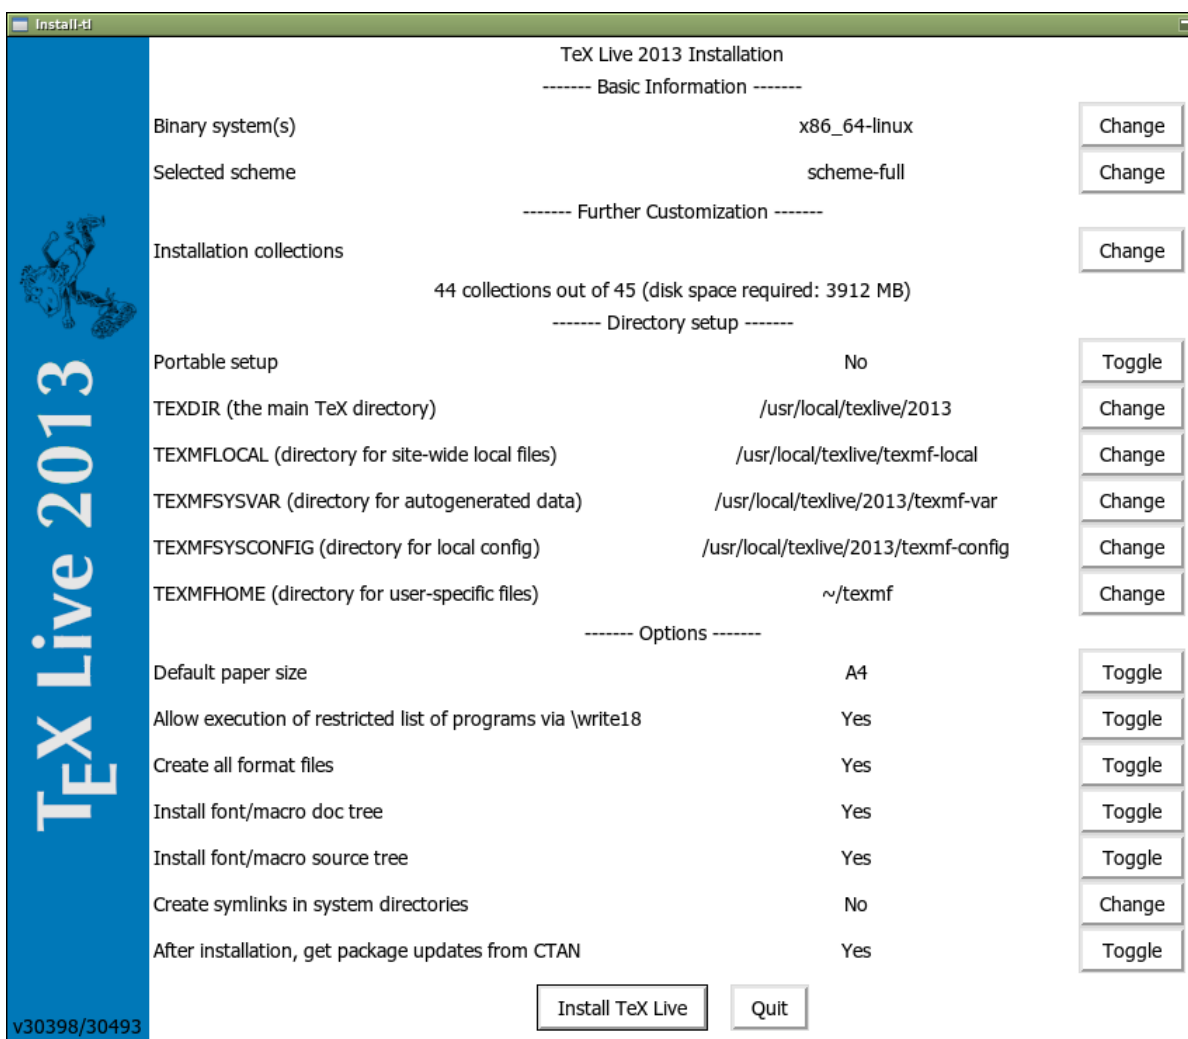 Install-tl
TeX Live 2013 Installation
------- Basic Information -------
Binary system(s) x86_64-linux Change
Selected scheme scheme-full Change
------- Further Customization -------
Installation collections Change
44 collections out of 45 (disk space required: 3912 MB)
------- Directory setup -------
Portable setup No Toggle
TEXDIR (the main TeX directory) /usr/local/texlive/2013 Change
TEXMFLOCAL (directory for site-wide local files) /usr/local/texlive/texmf-local Change
TEXMFSYSVAR (directory for autogenerated data) /usr/local/texlive/2013/texmf-var Change
TEXMFSYSCONFIG (directory for local config) /usr/local/texlive/2013/texmf-config Change
TEXMFHOME (directory for user-specific files) ~/texmf Change
------- Options -------
Default paper size A4 Toggle
Allow execution of restricted list of programs via \write18 Yes Toggle
Create all format files Yes Toggle
Install font/macro doc tree Yes Toggle
Install font/macro source tree Yes Toggle
Create symlinks in system directories No Change
After installation, get package updates from CTAN Yes Toggle
Install TeX Live Quit
TEX Live 2013
v30398/30493